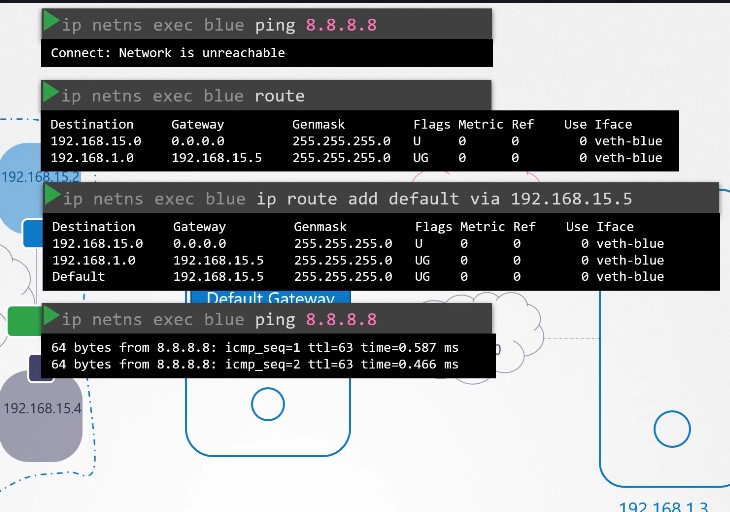 ip netns exec blue ping 8.8.8.8
Connect: Network is unreachable
ip netns exec blue route
Destination Gateway Genmask Flags Metric Ref Use Iface
192.168.15.0 0.0.0.0 255.255.255.0 U 0 0 0 veth-blue
192.168.1.0 192.168.15.5 255.255.255.0 UG 0 0 0 veth-blue
192.168.15.2
ip netns exec blue ip route add default via 192.168.15.5
Destination Gateway Genmask Flags Metric Ref Use Iface
192.168.15.0 0.0.0.0 255.255.255.0 U 0 0 0 veth-blue
192.168.1.0 192.168.15.5 255.255.255.0 UG 0 0 0 veth-blue
Default 192.168.15.5 255.255.255.0 UG 0 0 0 veth-blue
Default Gateway
ip netns exec blue ping 8.8.8.8
64 bytes from 8.8.8.8: icmp_seq=1 ttl=63 time=0.587 ms
64 bytes from 8.8.8.8: icmp_seq=2 ttl=63 time=0.466 ms
192.168.15.4
192.168.1.3